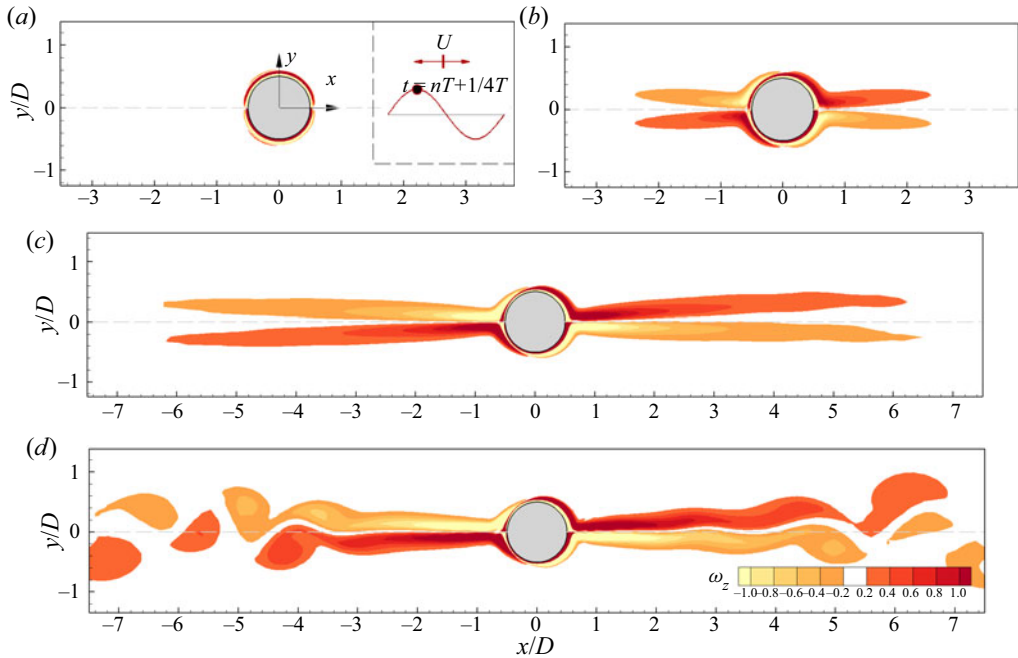 (a)
(b)
1
0
–1
y/D
y
x
U
t = nT+1/4T
–3 –2 –1 0 1 2 3
1
0
–1
–3 –2 –1 0 1 2 3
(c)
1
0
–1
y/D
–7 –6 –5 –4 –3 –2 –1 0 1 2 3 4 5 6 7
(d)
1
0
–1
y/D
ω_z
–1.0 –0.8 –0.6 –0.4 –0.2 0.2 0.4 0.6 0.8 1.0
–7 –6 –5 –4 –3 –2 –1 0 1 2 3 4 5 6 7
x/D